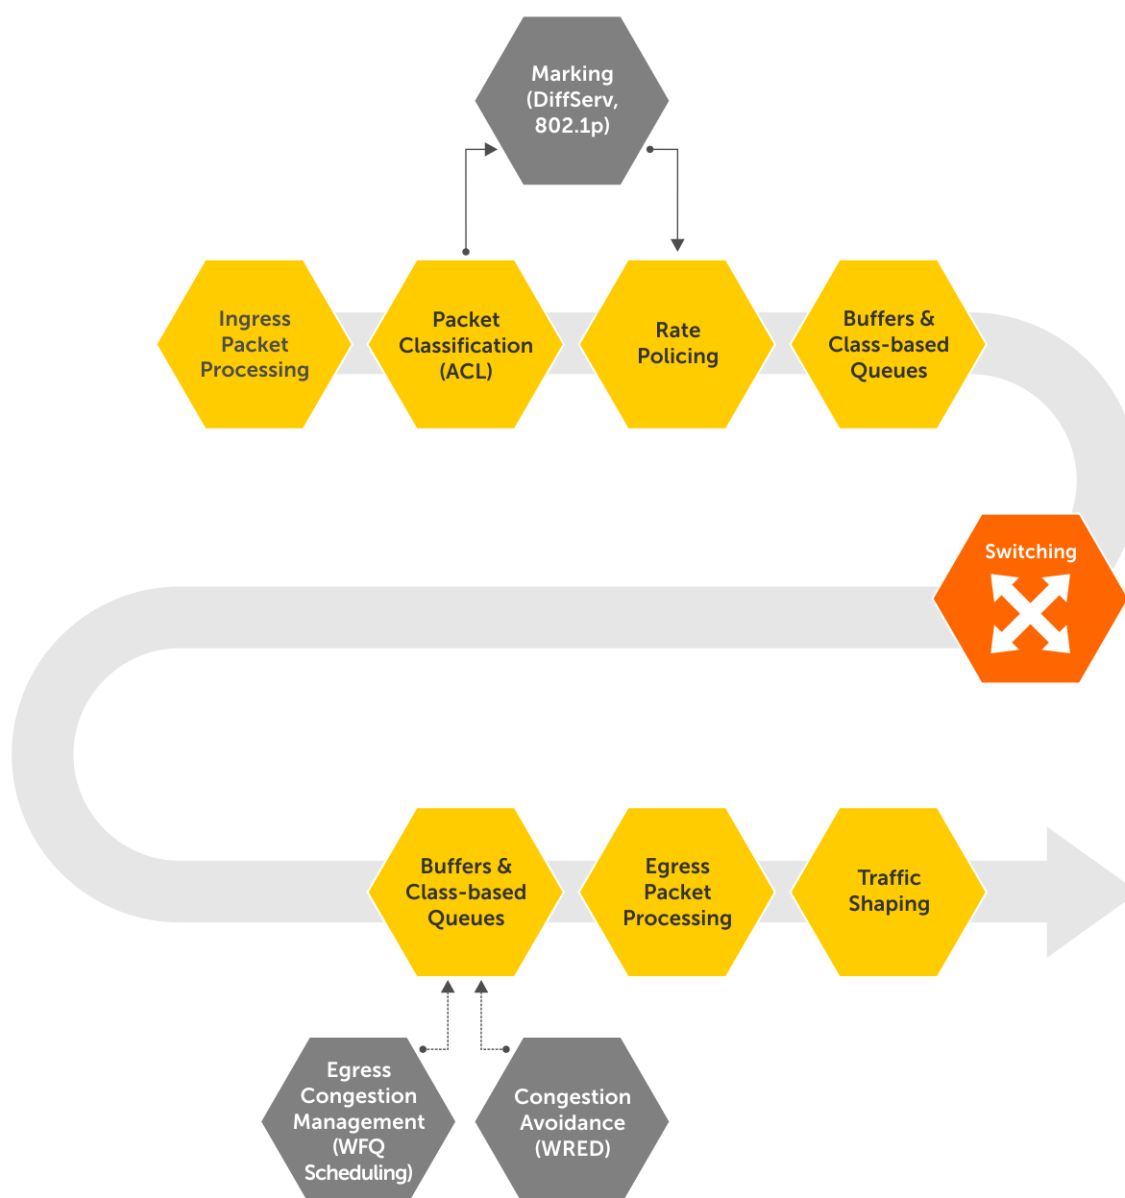 Marking
(DiffServ,
802.1p)
Ingress
Packet
Processing
Packet
Classification
(ACL)
Rate
Policing
Buffers &
Class-based
Queues
Switching
Buffers &
Class-based
Queues
Egress
Packet
Processing
Traffic
Shaping
Egress
Congestion
Management
(WFQ
Scheduling)
Congestion
Avoidance
(WRED)